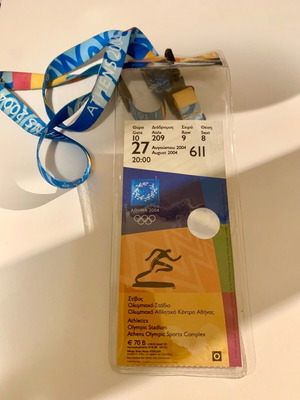 ATHENS 2004
Θύρα Διάδρομος Σειρά Θέση
Gate Aisle Row Seat
10 209 9 8
27 Αυγούστου 2004
August 2004
20:00 611
ATHENS 2004
Στίβος
Ολυμπιακό Στάδιο
Ολυμπιακό Αθλητικό Κέντρο Αθήνας
Athletics
Olympic Stadium
Athens Olympic Sports Complex
€ 70 B